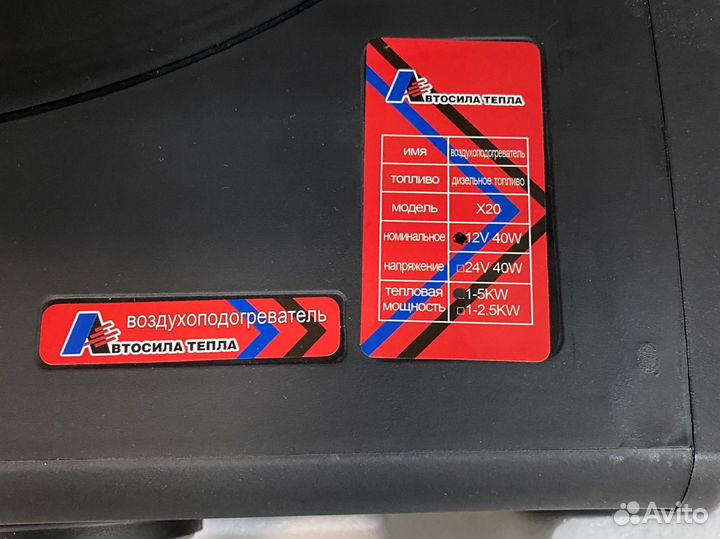 АВТОСИЛА ТЕПЛА
ИМЯ воздухоподогреватель
ТОПЛИВО дизельное топливо
МОДЕЛЬ X20
номинальное 12V 40W
напряжение □24V 40W
тепловая мощность 1-5KW
□1-2.5KW
воздухоподогреватель
АВТОСИЛА ТЕПЛА
Avito